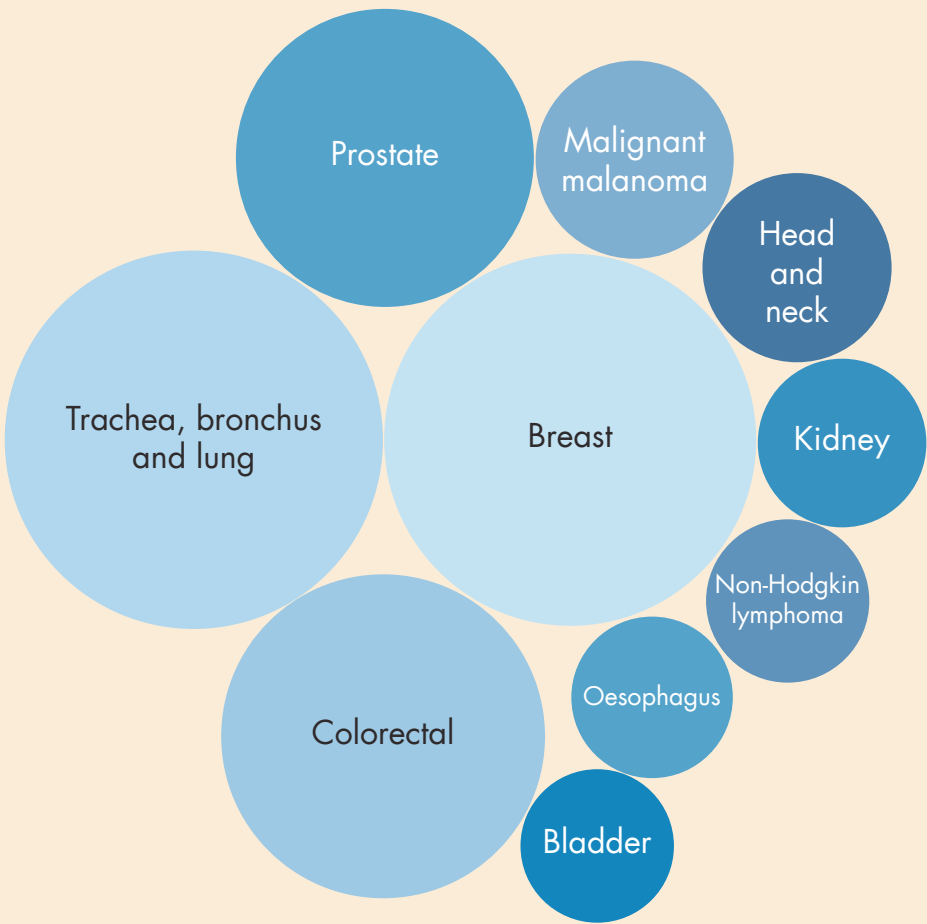 Prostate
Malignant
malanoma
Head
and
neck
Trachea, bronchus
and lung
Breast
Kidney
Non-Hodgkin
lymphoma
Oesophagus
Colorectal
Bladder